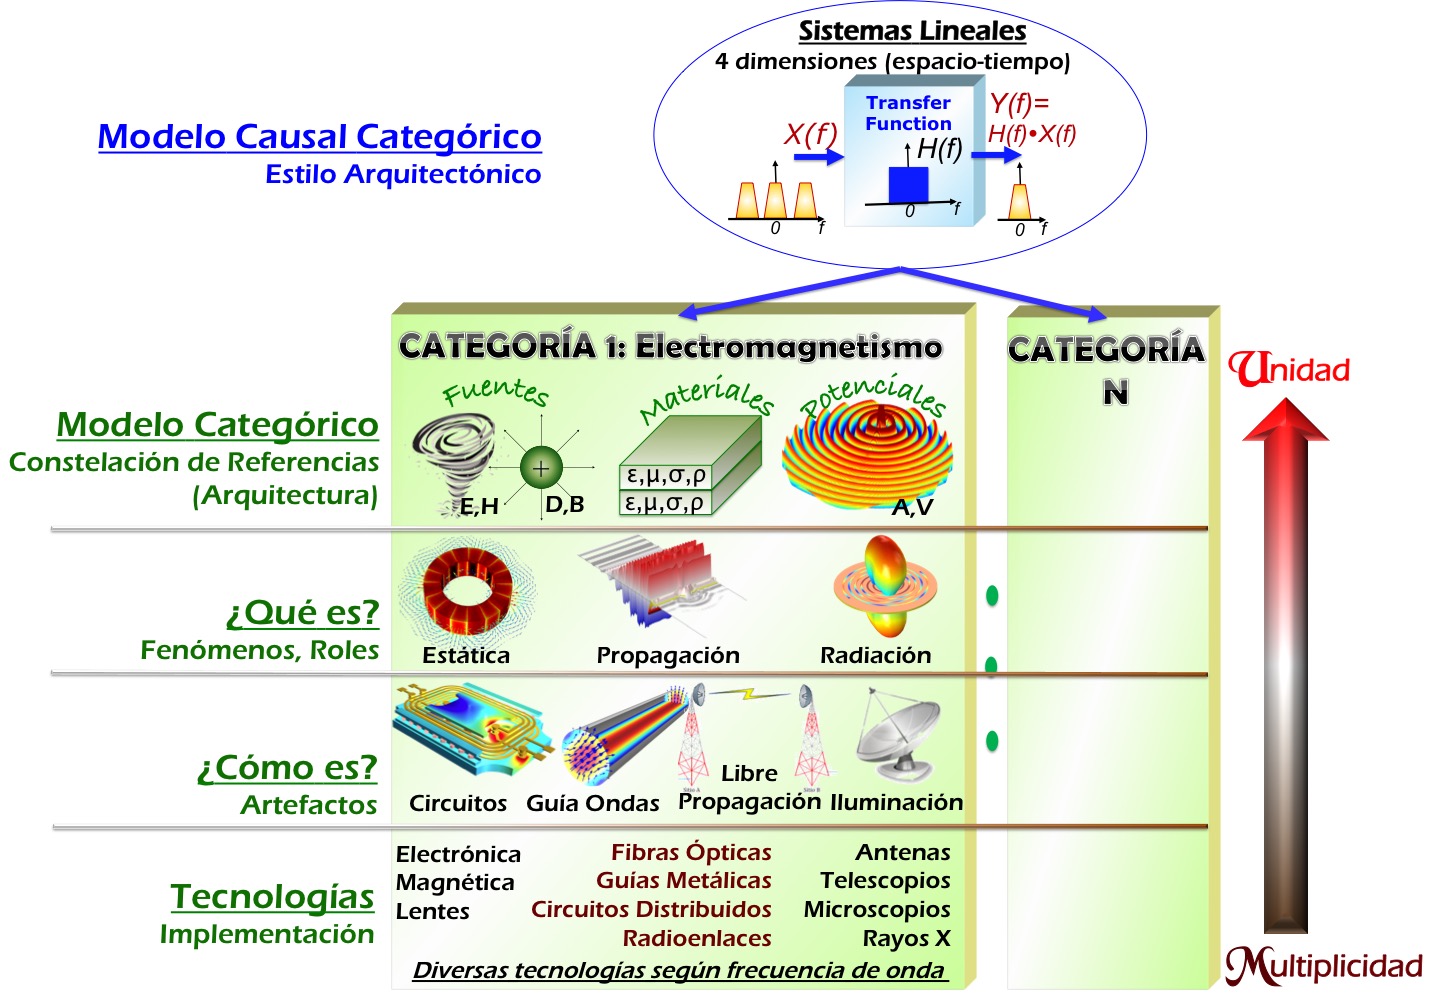 Sistemas Lineales
4 dimensiones (espacio-tiempo)
Transfer
Function
X(f)
H(f)
Y(f)=
H(f)•X(f)
0 f
0 f
0 f
Modelo Causal Categórico
Estilo Arquitectónico
CATEGORÍA 1: Electromagnetismo
CATEGORÍA
N
Unidad
Modelo Categórico
Constelación de Referencias
(Arquitectura)
Fuentes
Materiales
Potenciales
+
E,H
D,B
ε,μ,σ,ρ
ε,μ,σ,ρ
A,V
¿Qué es?
Fenómenos, Roles
Estática
Propagación
Radiación
¿Cómo es?
Artefactos
Circuitos
Guía Ondas
Sitio A
Sitio B
Libre
Propagación
Iluminación
Tecnologías
Implementación
Electrónica
Magnética
Lentes
Fibras Ópticas
Guías Metálicas
Circuitos Distribuidos
Radioenlaces
Antenas
Telescopios
Microscopios
Rayos X
Diversas tecnologías según frecuencia de onda
Multiplicidad